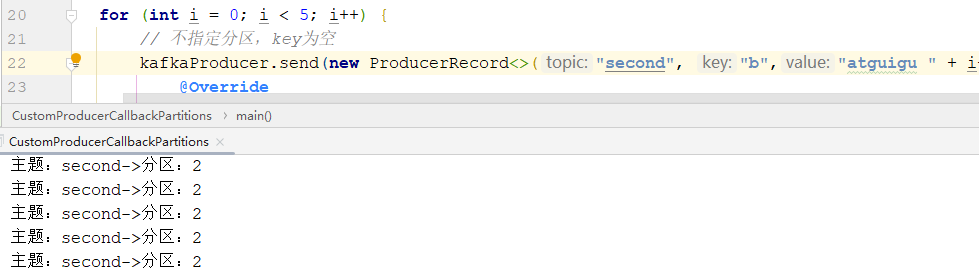 20 for (int i = 0; i < 5; i++) {
21 // 不指定分区，key为空
22 kafkaProducer.send(new ProducerRecord<>( topic: "second", key: "b", value: "atguigu " + i
23 @Override
CustomProducerCallbackPartitions > main()
CustomProducerCallbackPartitions ×
主题：second->分区：2
主题：second->分区：2
主题：second->分区：2
主题：second->分区：2
主题：second->分区：2